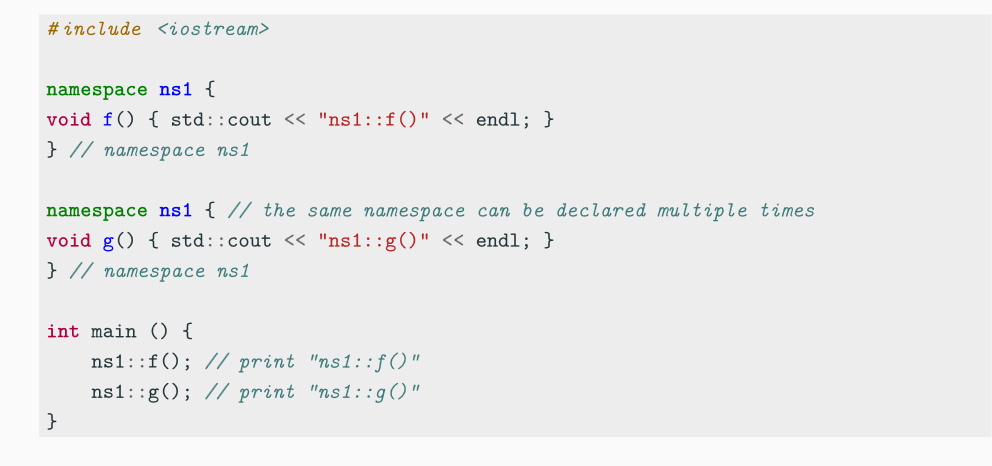 #include <iostream>
namespace ns1 {
void f() { std::cout << "ns1::f()" << endl; }
} // namespace ns1
namespace ns1 { // the same namespace can be declared multiple times
void g() { std::cout << "ns1::g()" << endl; }
} // namespace ns1
int main () {
    ns1::f(); // print "ns1::f()"
    ns1::g(); // print "ns1::g()"
}